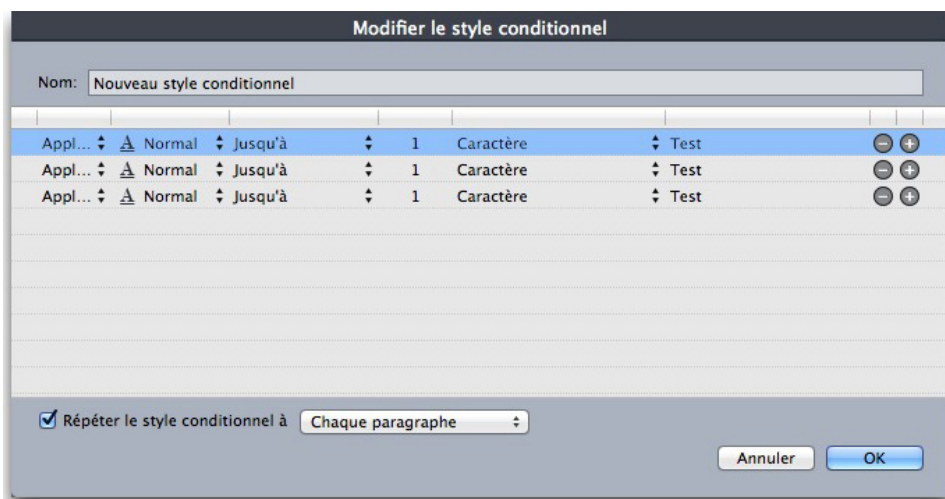 Modifier le style conditionnel
Nom: Nouveau style conditionnel
Appl... A Normal Jusqu'à 1 Caractère Test
Appl... A Normal Jusqu'à 1 Caractère Test
Appl... A Normal Jusqu'à 1 Caractère Test
Répéter le style conditionnel à Chaque paragraphe
Annuler OK